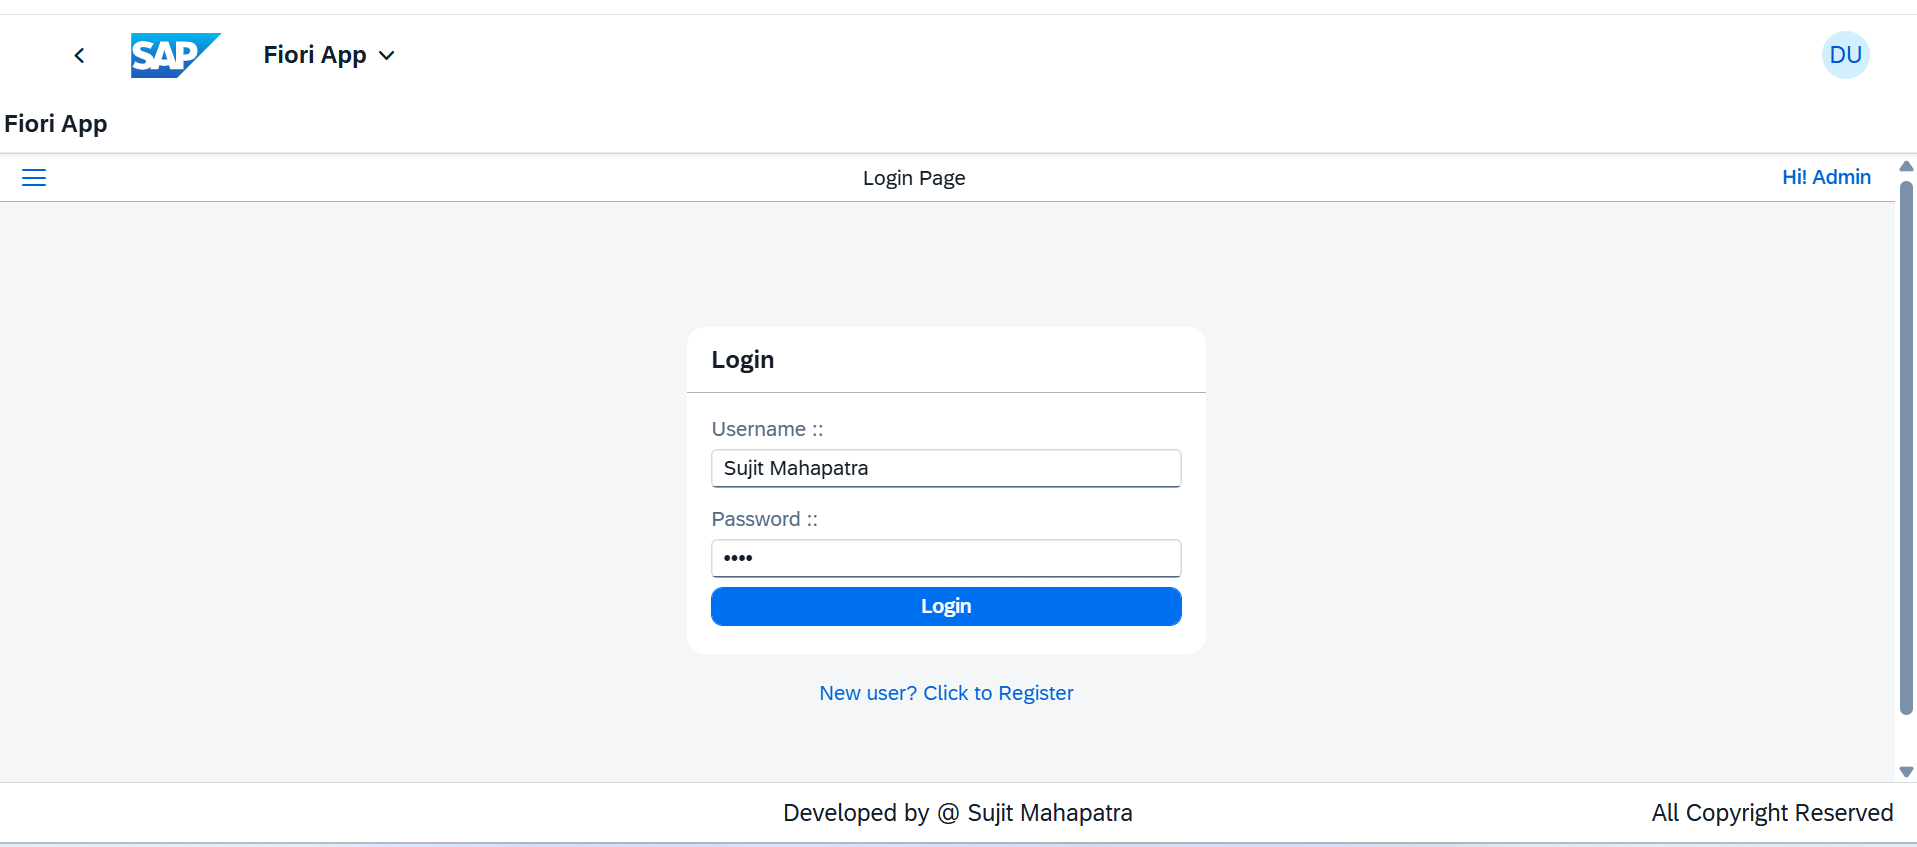 SAP Fiori App DU
Fiori App
Login Page Hi! Admin
Login
Username ::
Sujit Mahapatra
Password ::
••••
Login
New user? Click to Register
Developed by @ Sujit Mahapatra All Copyright Reserved